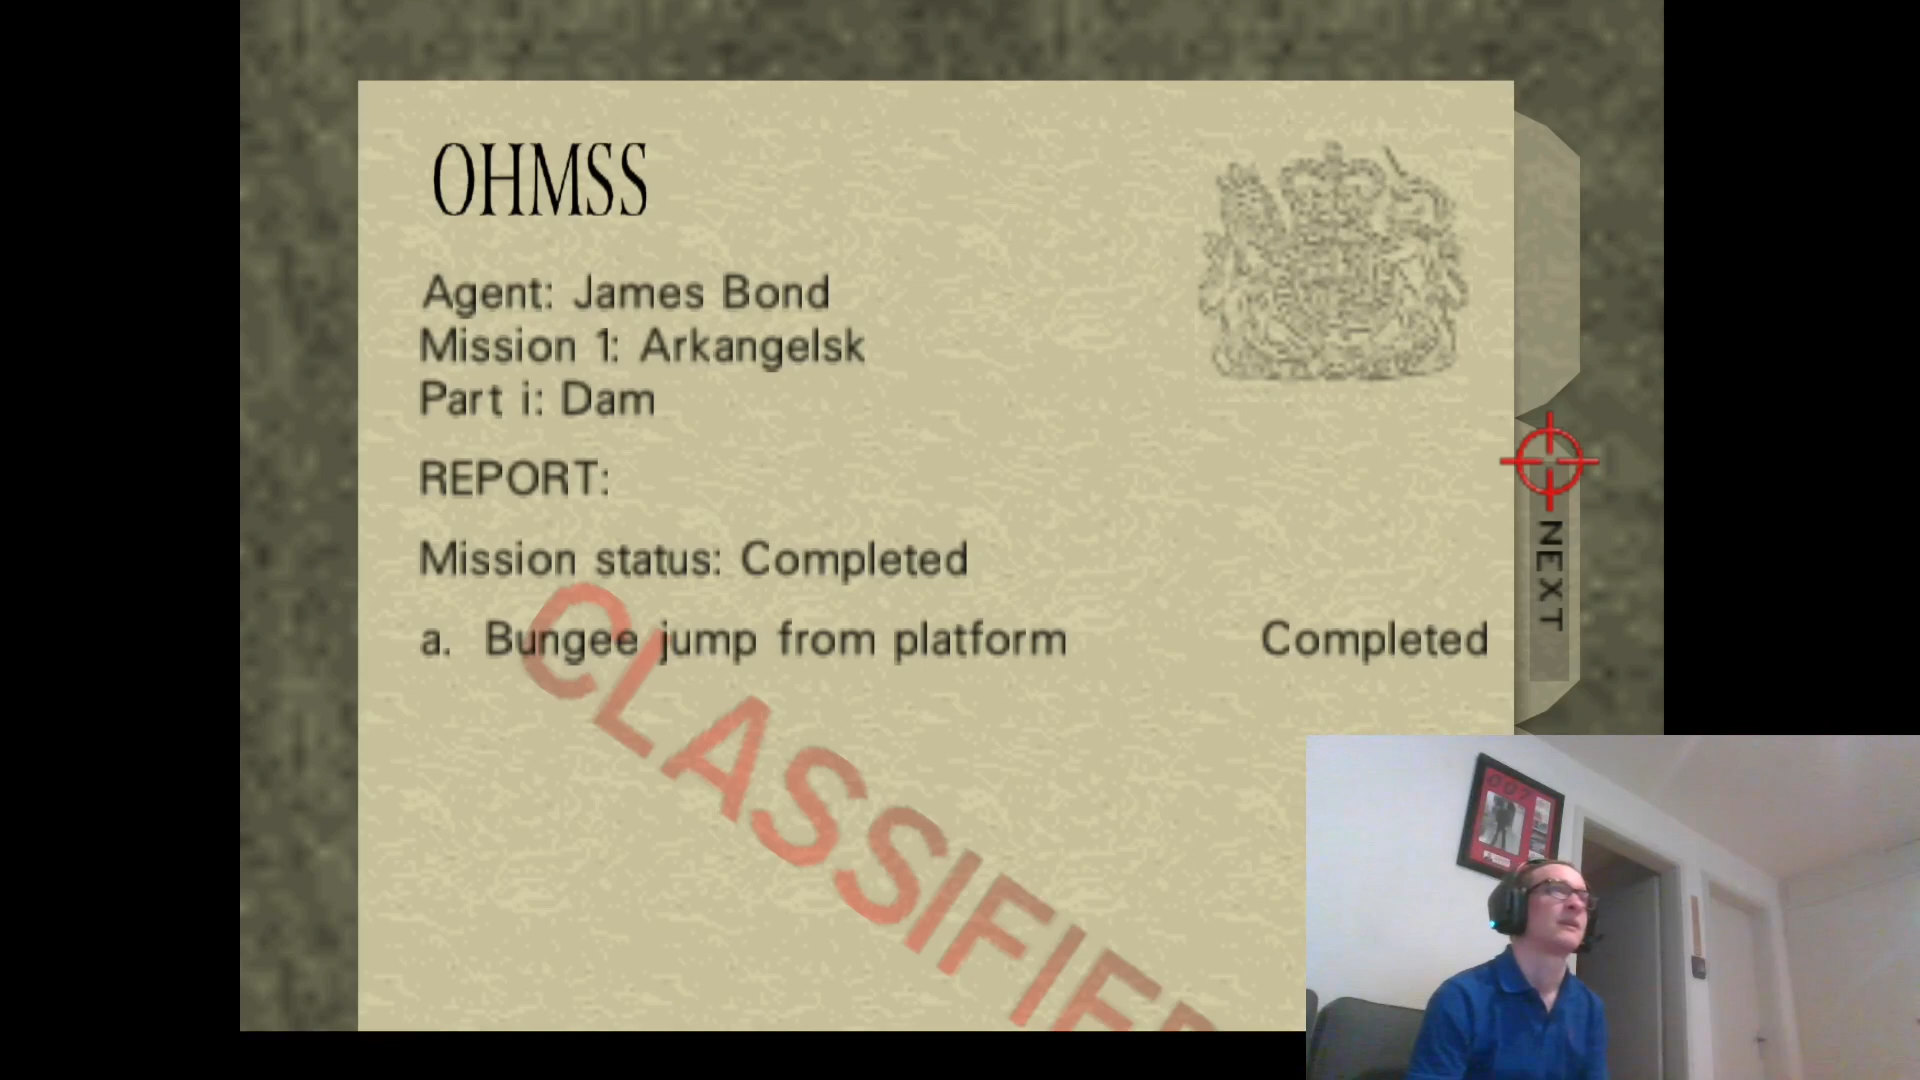 OHMSS
Agent: James Bond
Mission 1: Arkangelsk
Part i: Dam
REPORT:
Mission status: Completed
a. Bungee jump from platform Completed
CLASSIFIED
NEXT
007